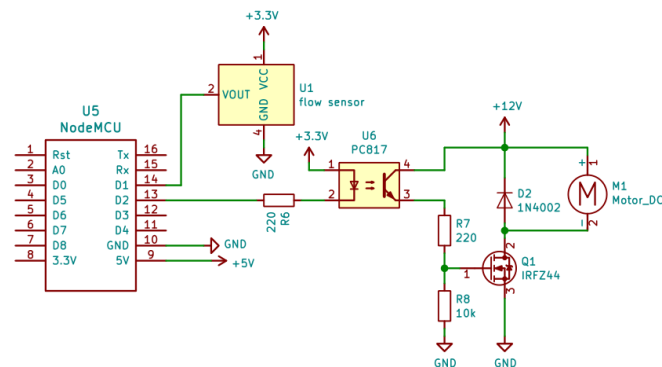 +3.3V
1
VCC
2
VOUT
U1
flow sensor
GND
4
GND
U5
NodeMCU
1 Rst Tx 16
2 A0 Rx 15
3 D0 D1 14
4 D5 D2 13
5 D6 D3 12
6 D7 D4 11
7 D8 GND 10
8 3.3V 5V 9
GND
+5V
220
R6
+3.3V
U6
PC817
1
2
4
3
+12V
D2
1N4002
+
1
M
M1
Motor_DC
-
2
R7
220
2
Q1
IRFZ44
1
3
R8
10k
GND
GND